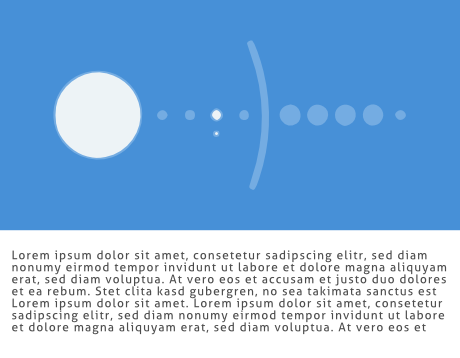 Lorem ipsum dolor sit amet, consetetur sadipscing elitr, sed diam
nonumy eirmod tempor invidunt ut labore et dolore magna aliquyam
erat, sed diam voluptua. At vero eos et accusam et justo duo dolores
et ea rebum. Stet clita kasd gubergren, no sea takimata sanctus est
Lorem ipsum dolor sit amet. Lorem ipsum dolor sit amet, consetetur
sadipscing elitr, sed diam nonumy eirmod tempor invidunt ut labore
et dolore magna aliquyam erat, sed diam voluptua. At vero eos et